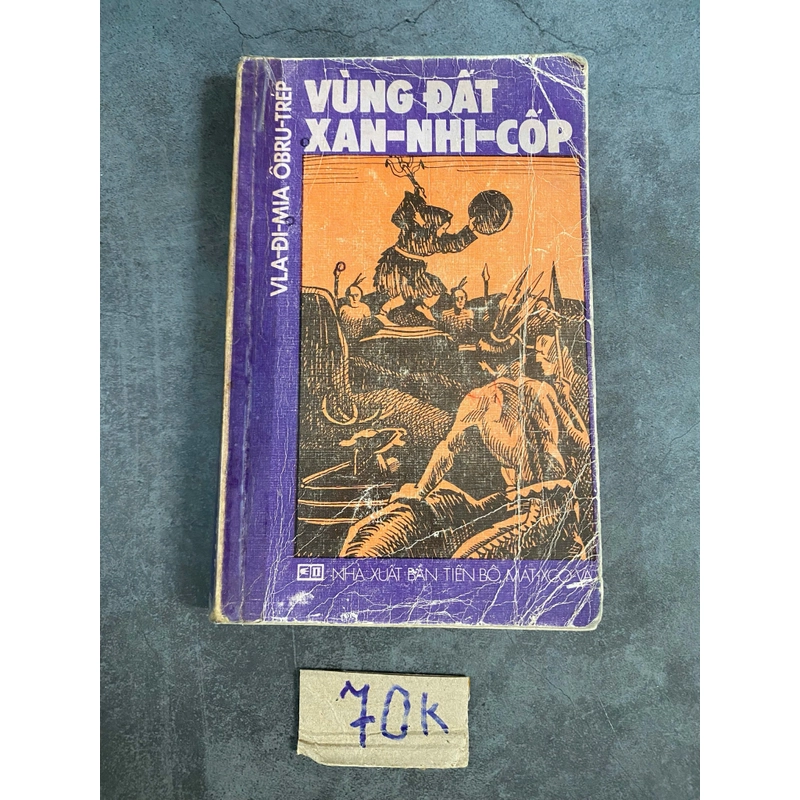 VÙNG ĐẤT
XAN-NHI-CỐP
VLA-ĐI-MIA ÔBRU-TRÉP
NHÀ XUẤT BẢN TIẾN BỘ, MÁT-XCƠ-VA
70k